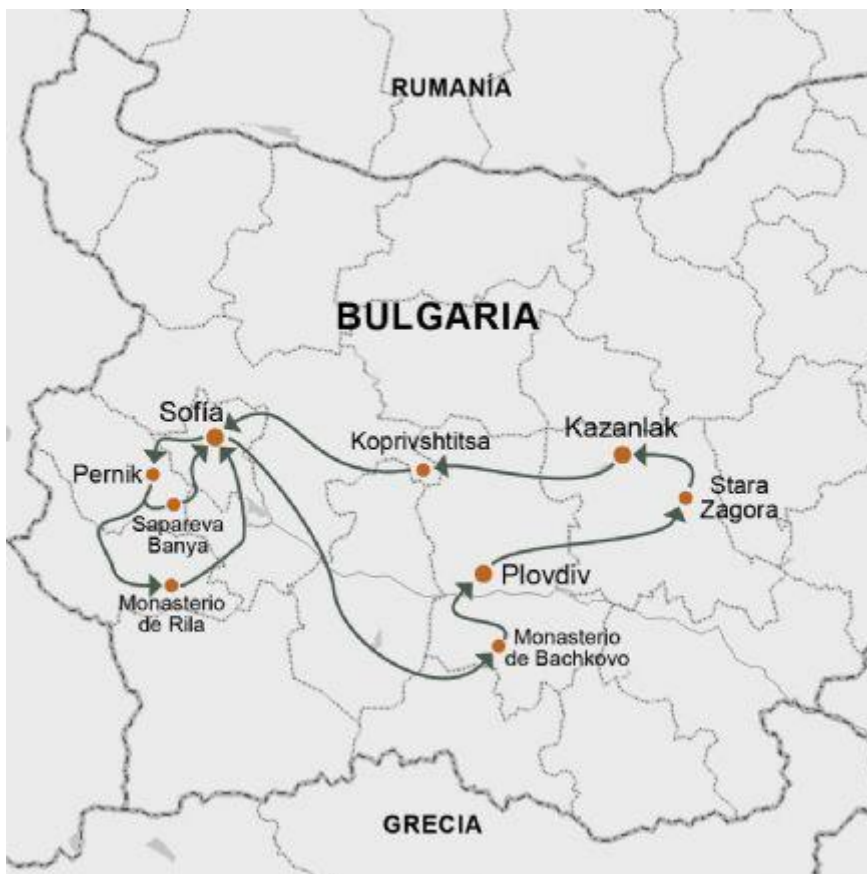 RUMANÍA
BULGARIA
Sofía
Koprivshtitsa
Kazanlak
Pernik
Stara
Zagora
Sapareva
Banya
Plovdiv
Monasterio
de Rila
Monasterio
de Bachkovo
GRECIA